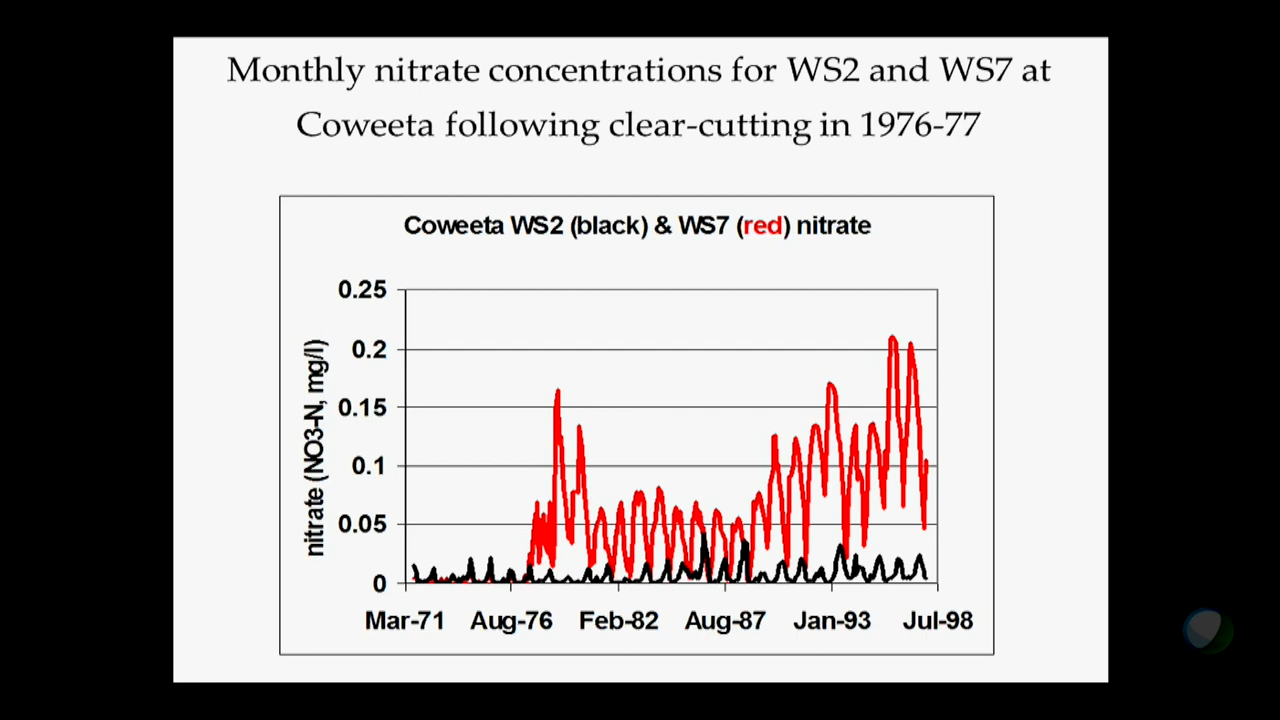 Monthly nitrate concentrations for WS2 and WS7 at
Coweeta following clear-cutting in 1976-77
Coweeta WS2 (black) & WS7 (red) nitrate
nitrate (NO3-N, mg/l)
0.25
0.2
0.15
0.1
0.05
0
Mar-71 Aug-76 Feb-82 Aug-87 Jan-93 Jul-98